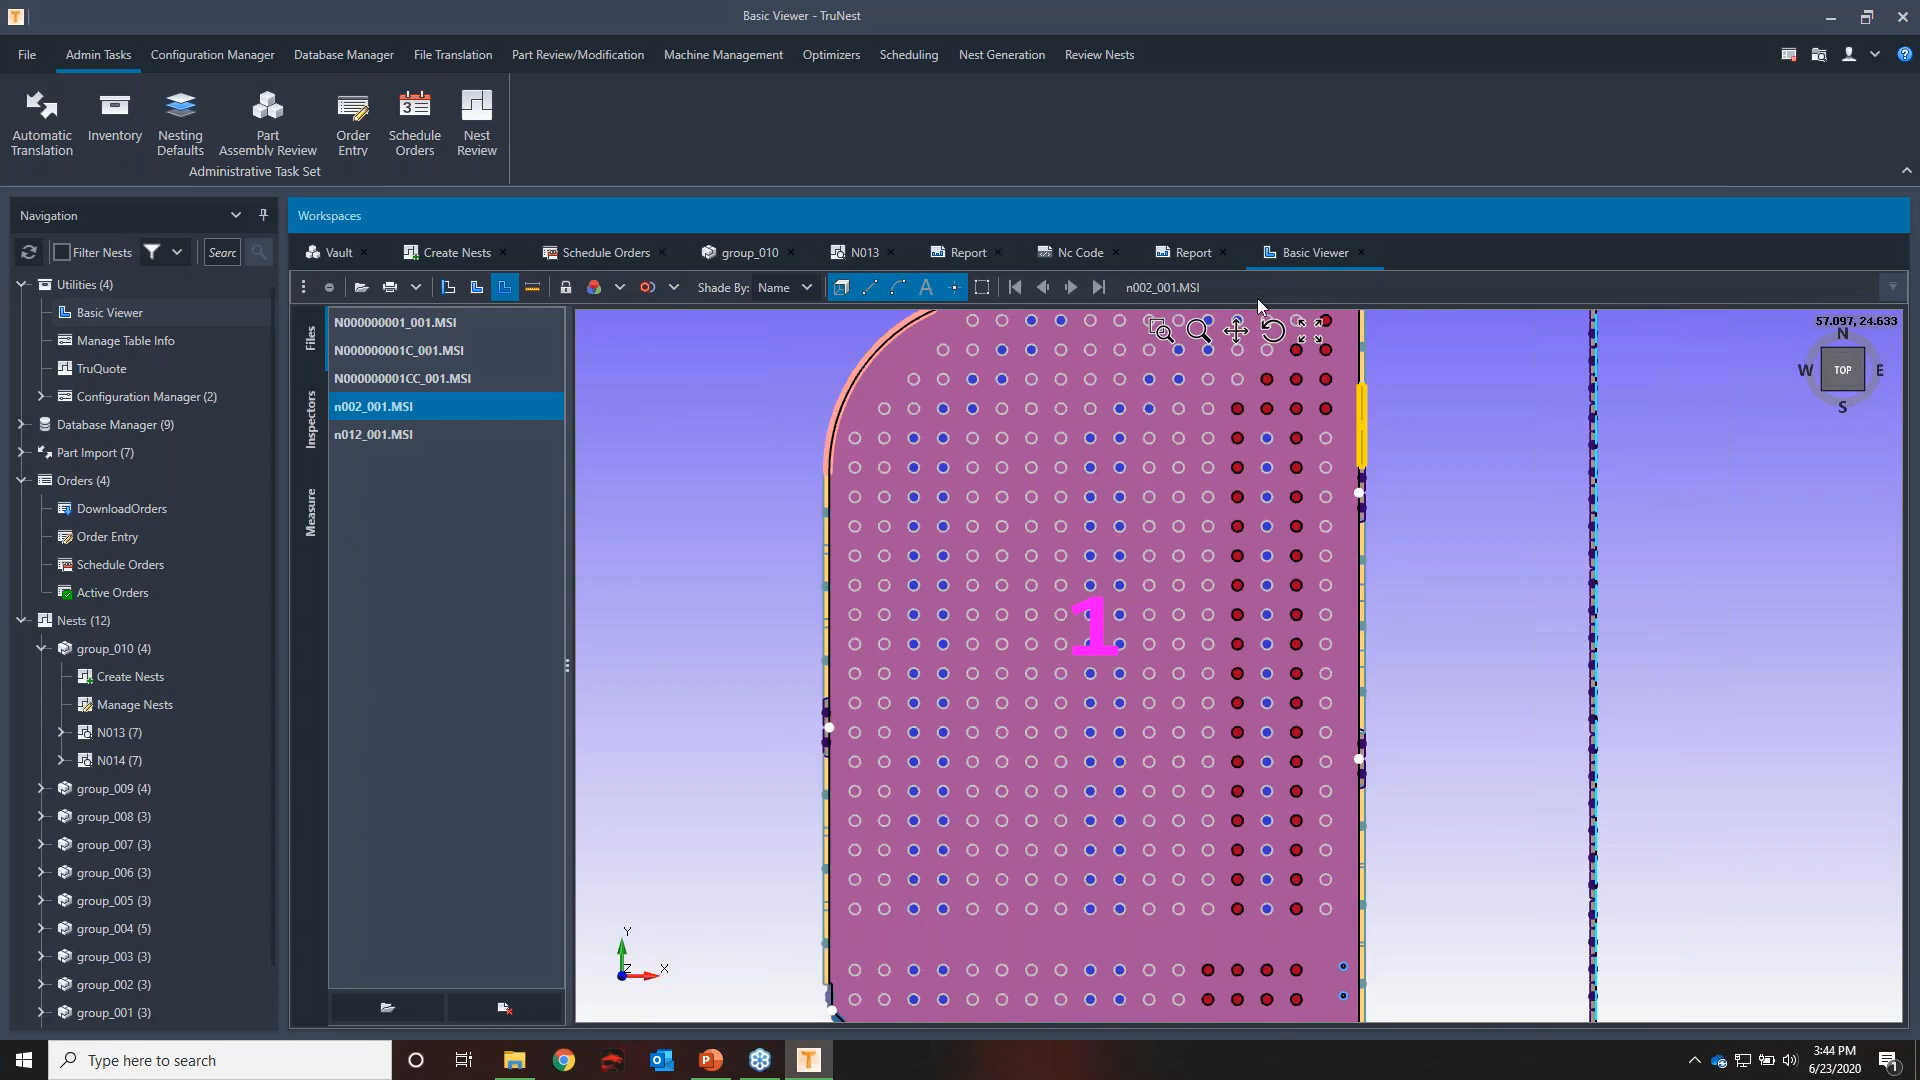 Basic Viewer - TruNest
File
Admin Tasks
Configuration Manager
Database Manager
File Translation
Part Review/Modification
Machine Management
Optimizers
Scheduling
Nest Generation
Review Nests
Automatic Translation
Inventory
Nesting Defaults
Part Assembly Review
Order Entry
3
Schedule Orders
Nest Review
Administrative Task Set
Navigation
Workspaces
Filter Nests
Searc
Vault
Create Nests
Schedule Orders
group_010
N013
Report
Nc Code
Report
Basic Viewer
Shade By:
Name
n002_001.MSI
Utilities (4)
Basic Viewer
Manage Table Info
TruQuote
Configuration Manager (2)
Database Manager (9)
Part Import (7)
Orders (4)
DownloadOrders
Order Entry
Schedule Orders
Active Orders
Nests (12)
group_010 (4)
Create Nests
Manage Nests
N013 (7)
N014 (7)
group_009 (4)
group_008 (3)
group_007 (3)
group_006 (3)
group_005 (3)
group_004 (5)
group_003 (3)
group_002 (3)
group_001 (3)
Files
Inspectors
Measure
N000000001_001.MSI
N000000001C_001.MSI
N000000001CC_001.MSI
n002_001.MSI
n012_001.MSI
57.097, 24.633
N
W
TOP
E
S
1
Y
Z
X
Type here to search
3:44 PM
6/23/2020
1